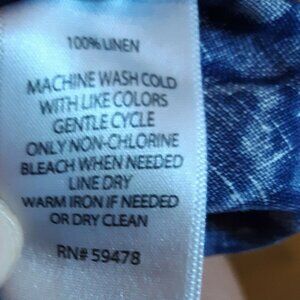 100% LINEN
MACHINE WASH COLD
WITH LIKE COLORS
GENTLE CYCLE
ONLY NON-CHLORINE
BLEACH WHEN NEEDED
LINE DRY
WARM IRON IF NEEDED
OR DRY CLEAN
RN# 59478